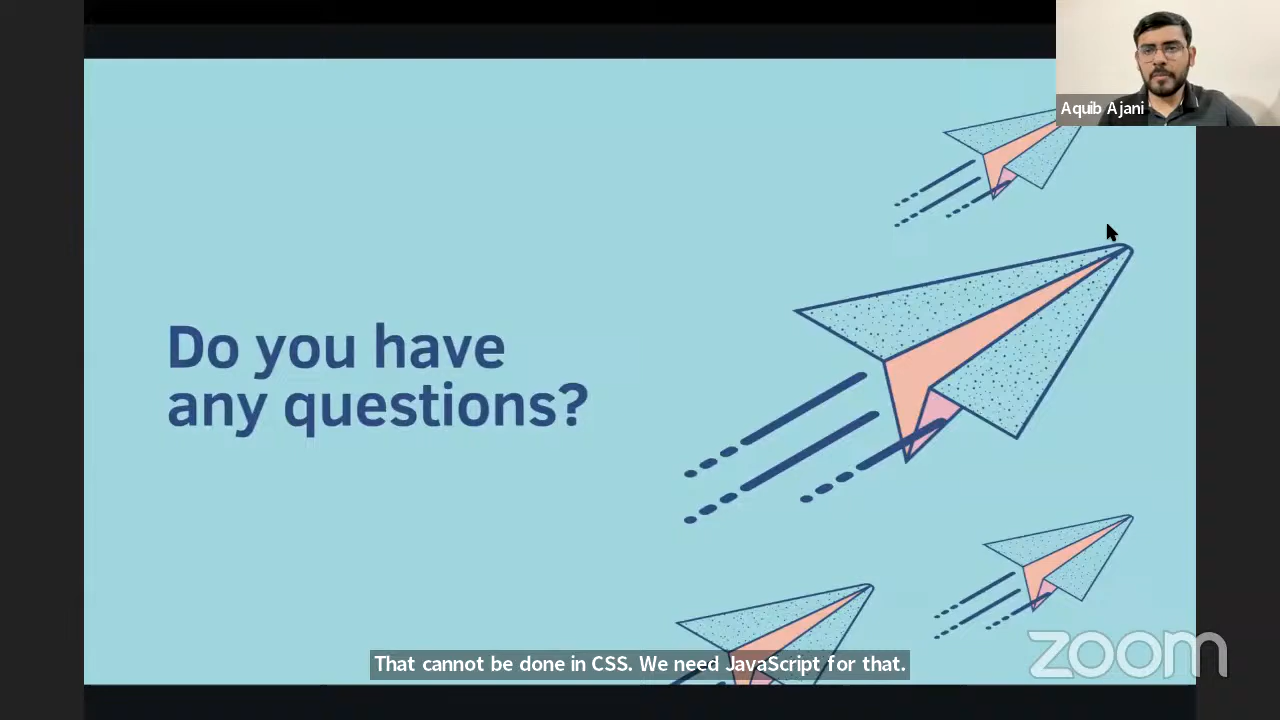 Aquib Ajani
Do you have
any questions?
That cannot be done in CSS. We need JavaScript for that.
zoom